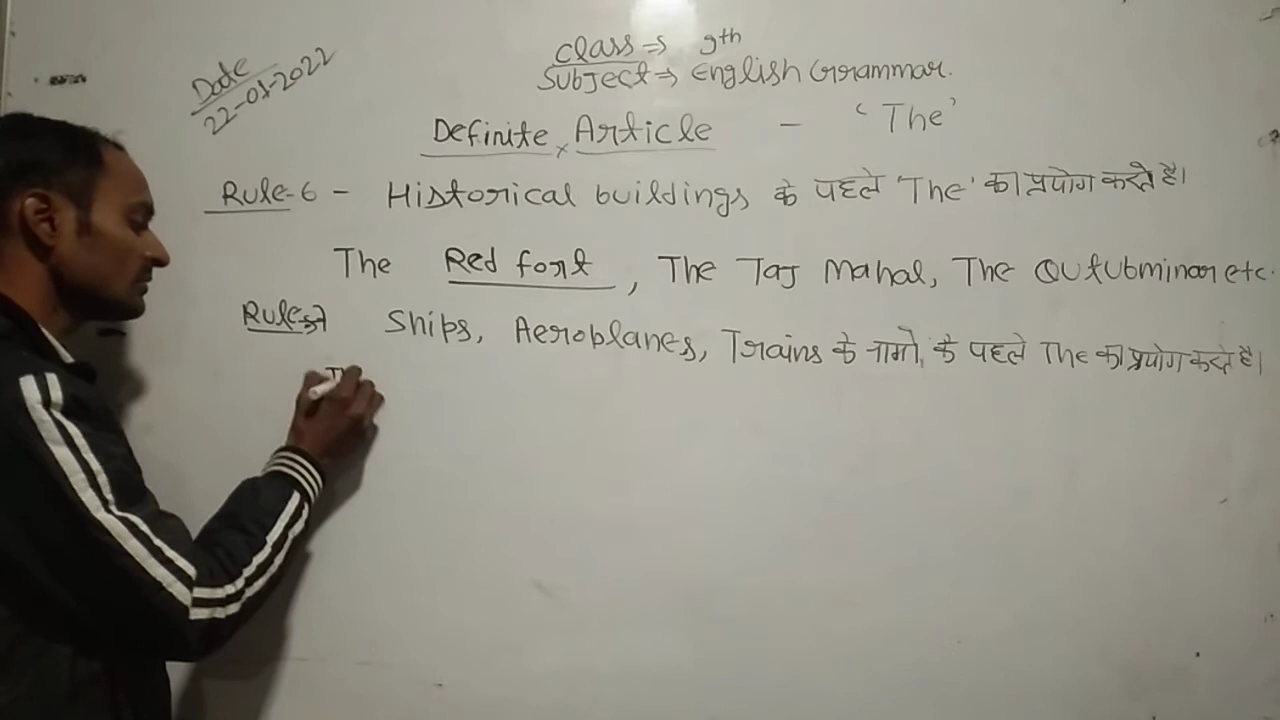 Class⇒ 9th
Subject⇒ English Grammar.
Date
22-01-2022
Definite Article - 'The'
Rule-6 - Historical buildings के पहले 'The' का प्रयोग करते है।
The Red fort, The Taj Mahal, The Qutubminar etc.
Rule⇒7 Ships, Aeroplanes, Trains के नामो के पहले The का प्रयोग करते है।
Th